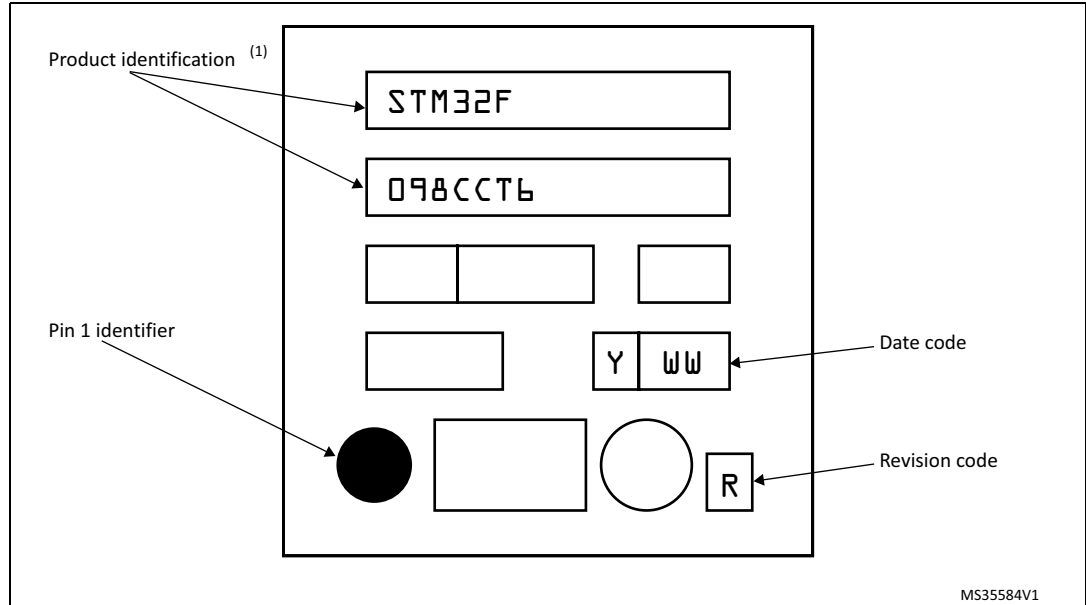 Product identification (1)
STM32F
098CCT6
Pin 1 identifier
Y WW
Date code
R
Revision code
MS35584V1